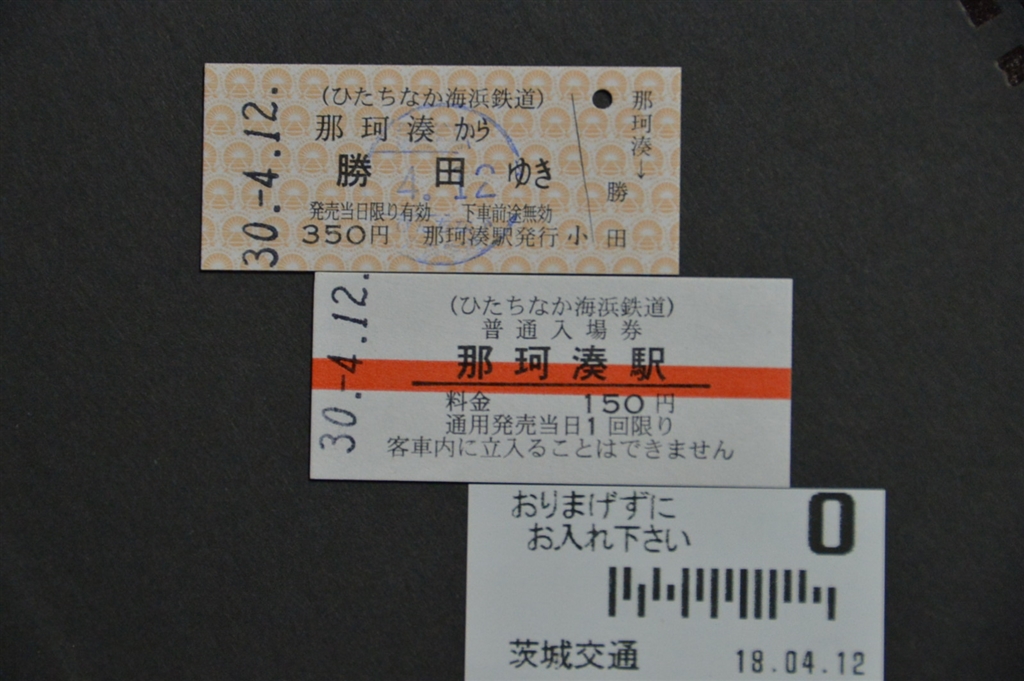 30.-4.12.
(ひたちなか海浜鉄道)
那珂湊から
勝田ゆき
4.12
発売当日限り有効 下車前途無効
350円 那珂湊駅発行
小
那珂湊→
勝
田
30.-4.12.
(ひたちなか海浜鉄道)
普通入場券
那珂湊駅
料金 150円
通用発売当日1回限り
客車内に立入ることはできません
おりまげずに
お入れ下さい
0
茨城交通 18.04.12